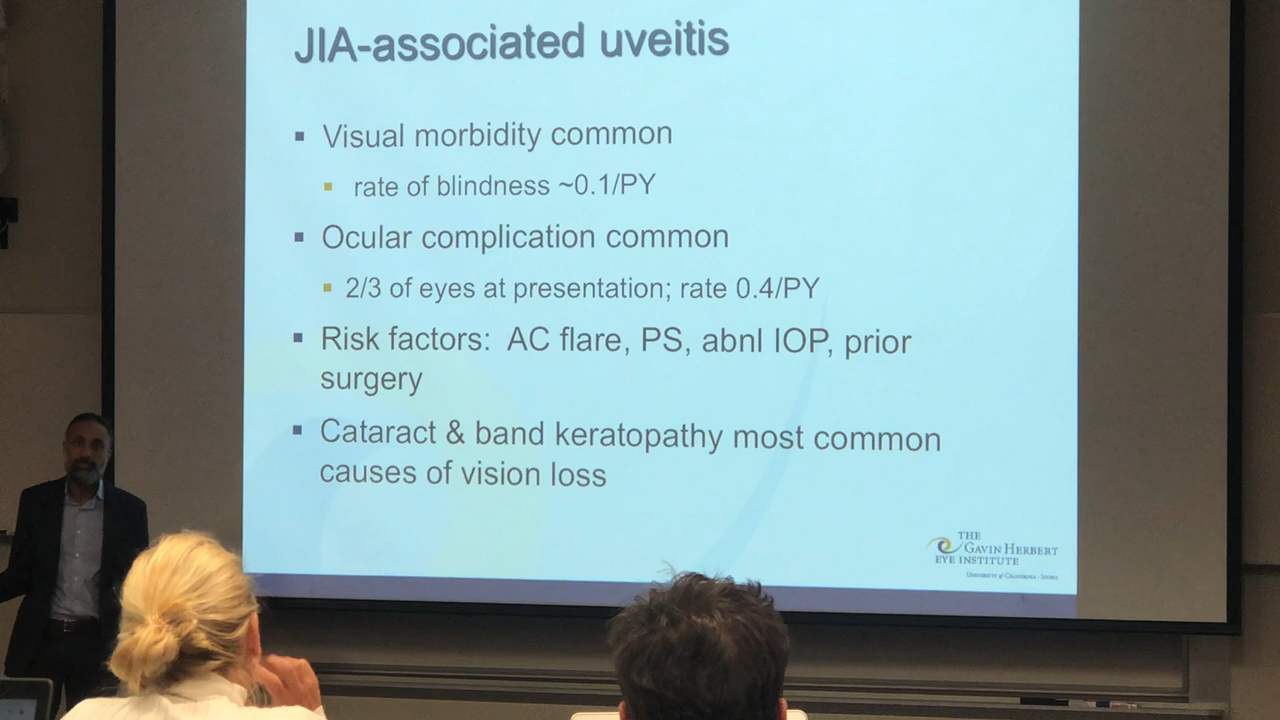 JIA-associated uveitis
▪ Visual morbidity common
▪ rate of blindness ~0.1/PY
▪ Ocular complication common
▪ 2/3 of eyes at presentation; rate 0.4/PY
▪ Risk factors: AC flare, PS, abnl IOP, prior
surgery
▪ Cataract & band keratopathy most common
causes of vision loss
THE
GAVIN HERBERT
EYE INSTITUTE
UNIVERSITY of CALIFORNIA · IRVINE